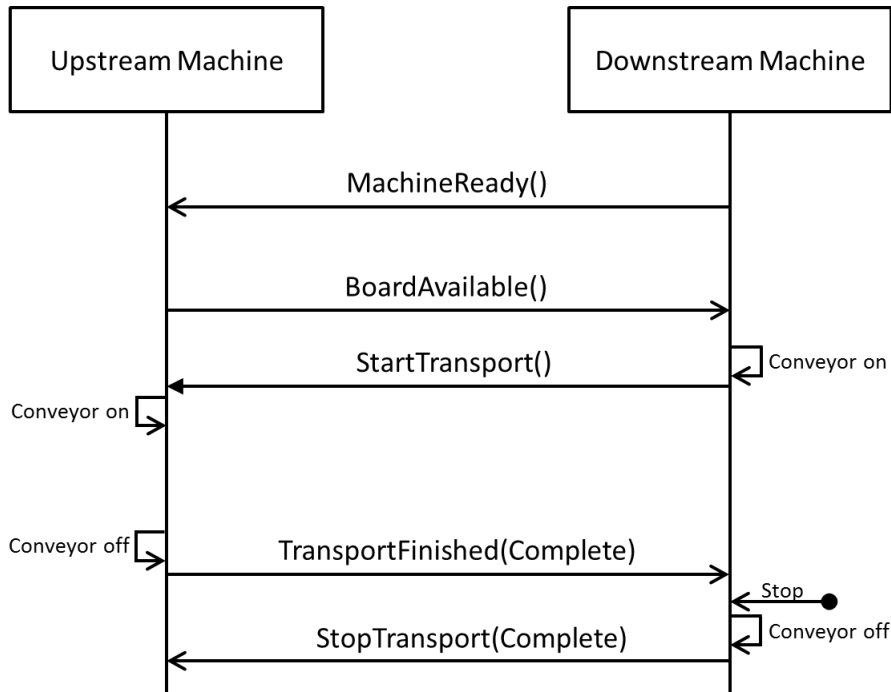 Upstream Machine
Downstream Machine
MachineReady()
BoardAvailable()
StartTransport()
Conveyor on
Conveyor on
Conveyor off
TransportFinished(Complete)
Stop
StopTransport(Complete)
Conveyor off